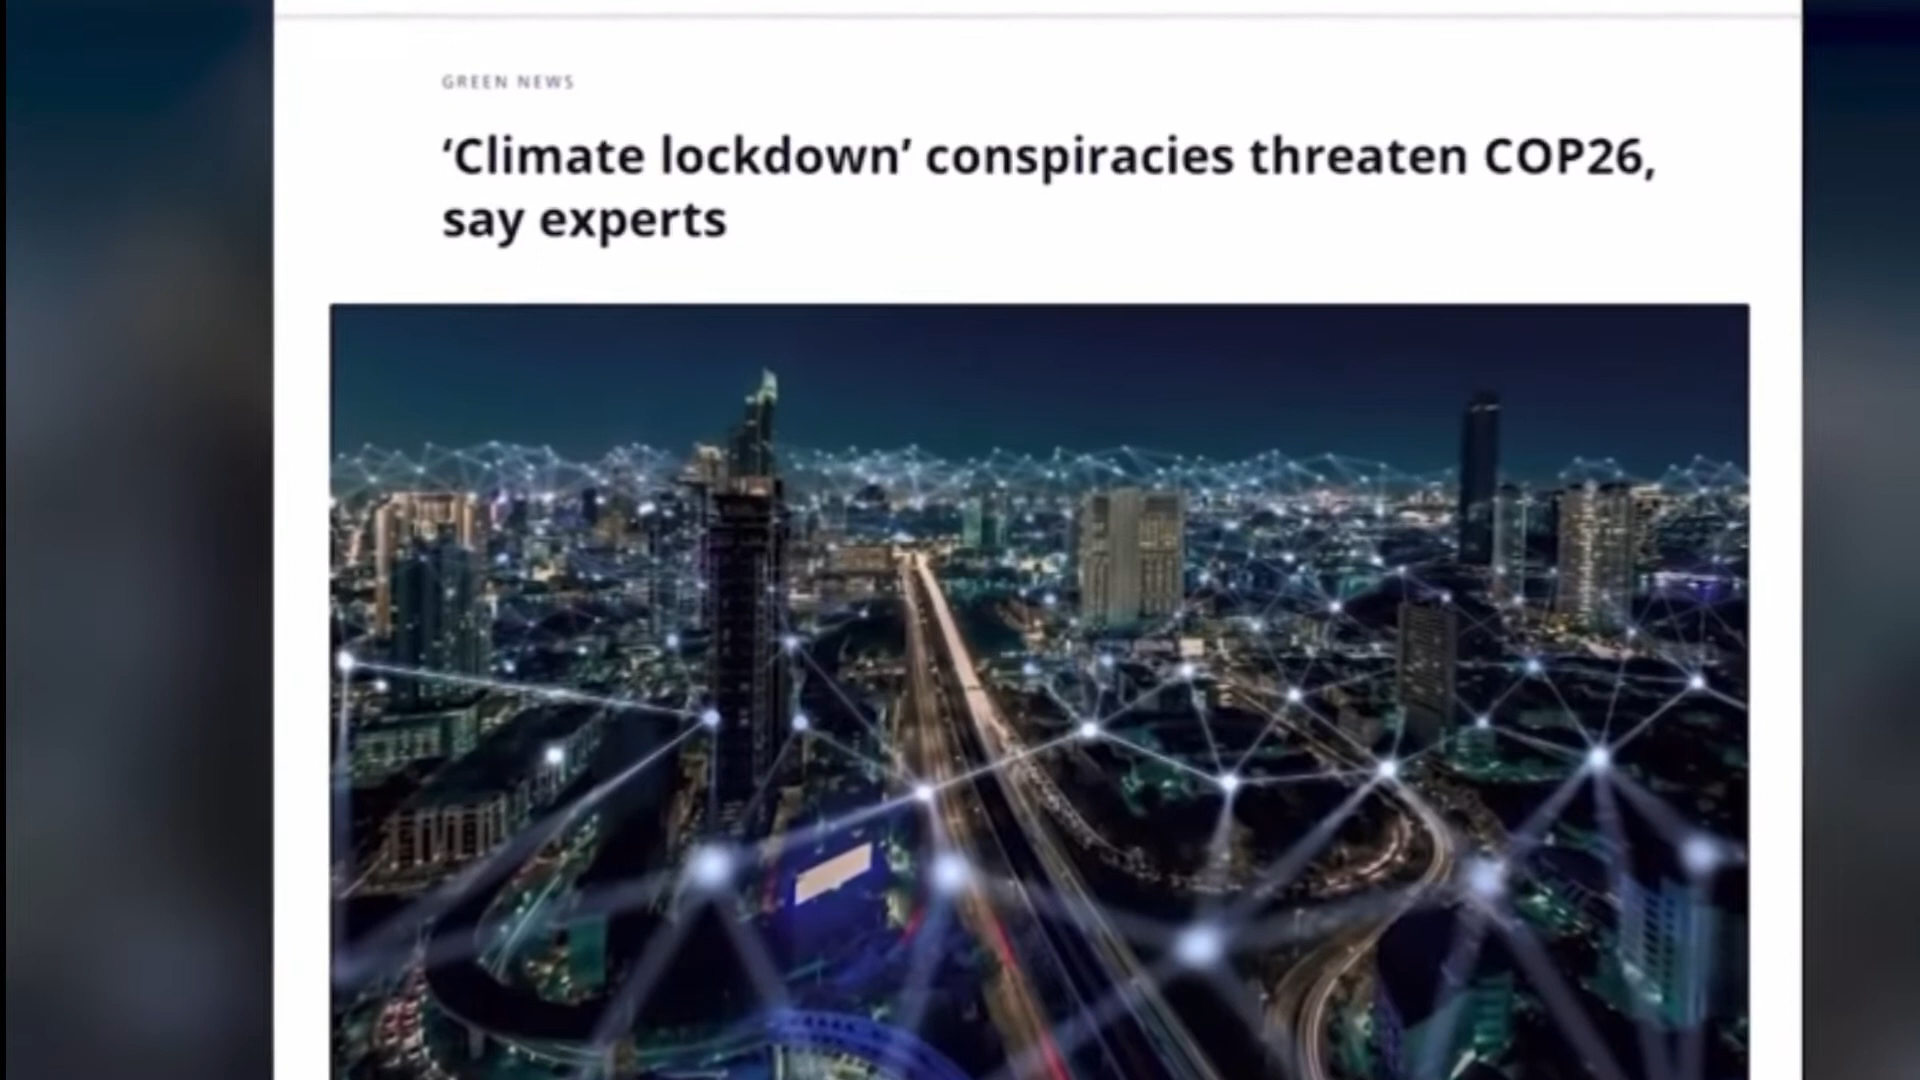 GREEN NEWS
‘Climate lockdown’ conspiracies threaten COP26,
say experts